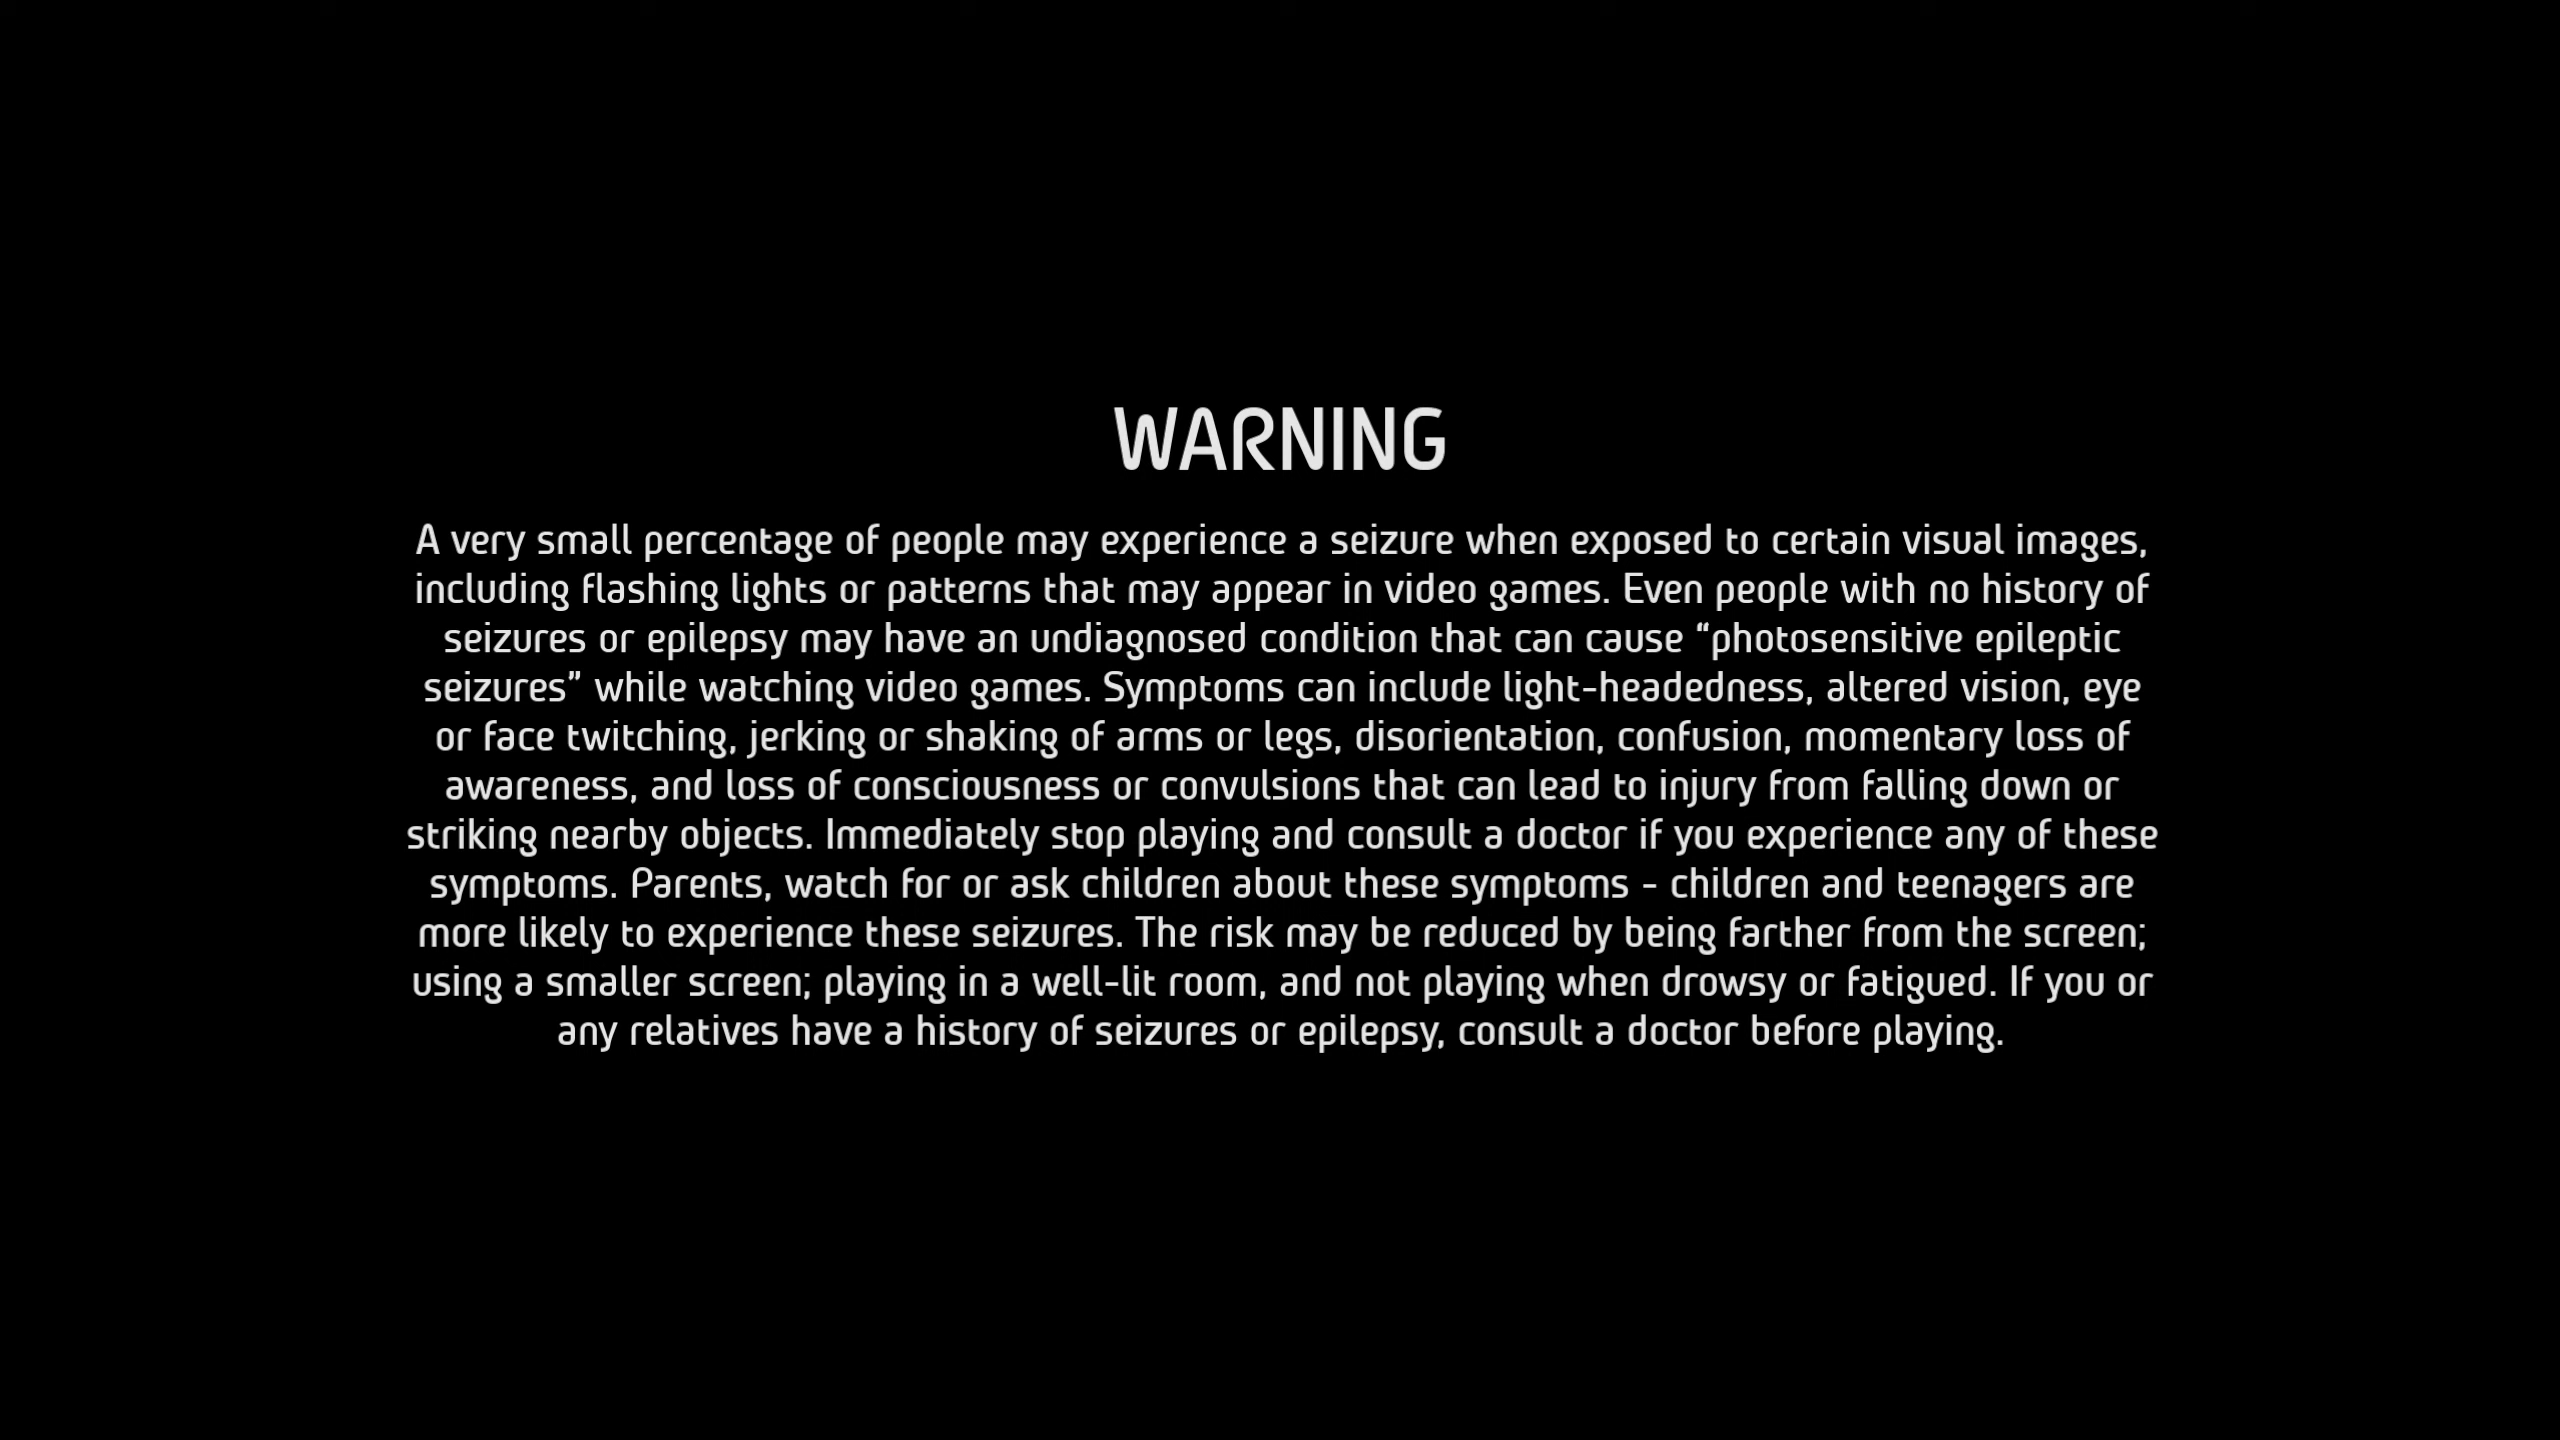 WARNING
A very small percentage of people may experience a seizure when exposed to certain visual images,
including flashing lights or patterns that may appear in video games. Even people with no history of
seizures or epilepsy may have an undiagnosed condition that can cause “photosensitive epileptic
seizures” while watching video games. Symptoms can include light-headedness, altered vision, eye
or face twitching, jerking or shaking of arms or legs, disorientation, confusion, momentary loss of
awareness, and loss of consciousness or convulsions that can lead to injury from falling down or
striking nearby objects. Immediately stop playing and consult a doctor if you experience any of these
symptoms. Parents, watch for or ask children about these symptoms - children and teenagers are
more likely to experience these seizures. The risk may be reduced by being farther from the screen;
using a smaller screen; playing in a well-lit room, and not playing when drowsy or fatigued. If you or
any relatives have a history of seizures or epilepsy, consult a doctor before playing.